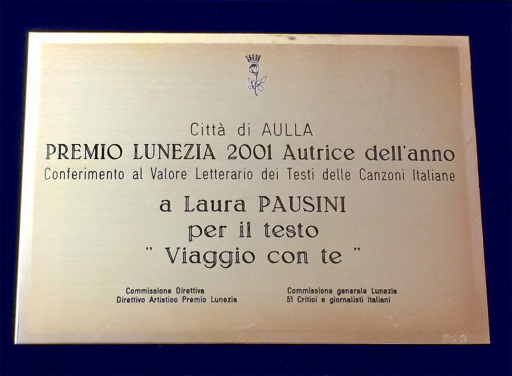 Città di AULLA
PREMIO LUNEZIA 2001 Autrice dell'anno
Conferimento al Valore Letterario dei Testi delle Canzoni Italiane
a Laura PAUSINI
per il testo
" Viaggio con te "
Commissione Direttiva
Direttivo Artistico Premio Lunezia
Commissione generale Lunezia
51 Critici e giornalisti italiani